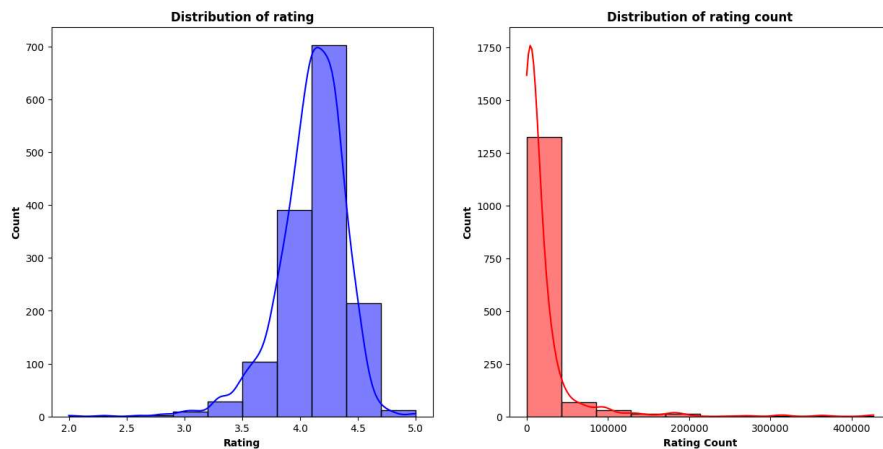 Distribution of rating
700
600
500
400
300
200
100
0
Count
2.0 2.5 3.0 3.5 4.0 4.5 5.0
Rating
Distribution of rating count
1750
1500
1250
1000
750
500
250
0
Count
0 100000 200000 300000 400000
Rating Count